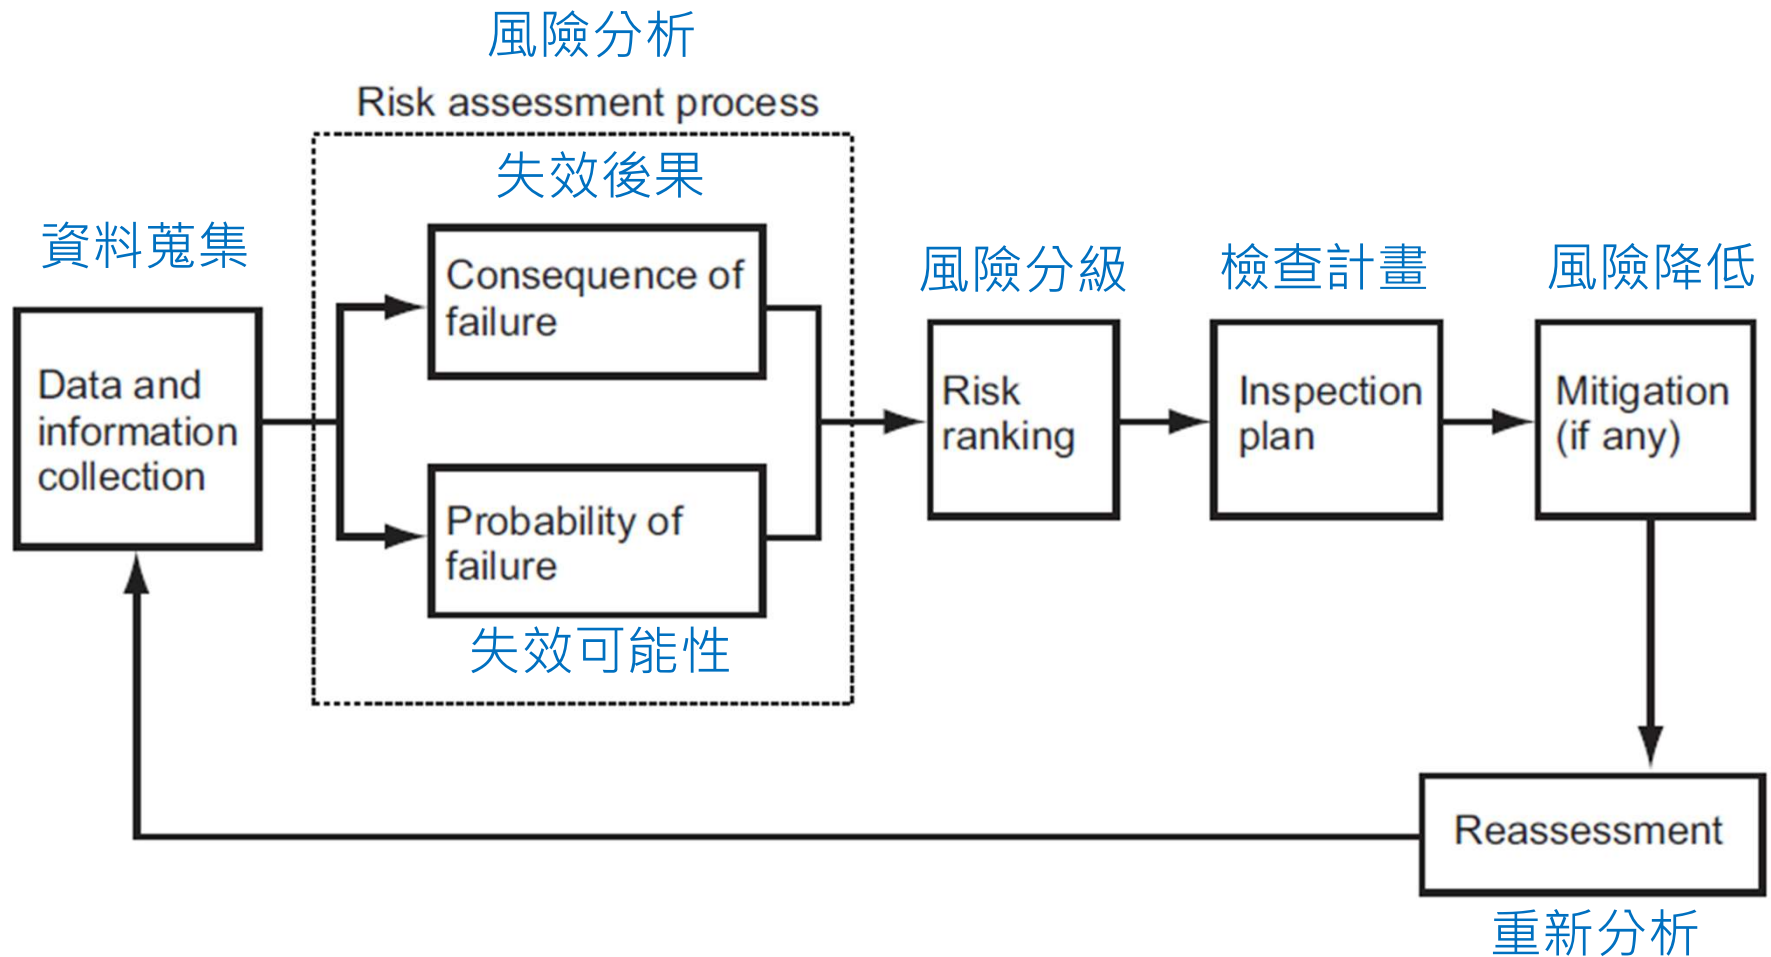 風險分析
Risk assessment process
失效後果
資料蒐集
Consequence of
failure
Data and
information
collection
Probability of
failure
失效可能性
風險分級
Risk
ranking
檢查計畫
Inspection
plan
風險降低
Mitigation
(if any)
Reassessment
重新分析